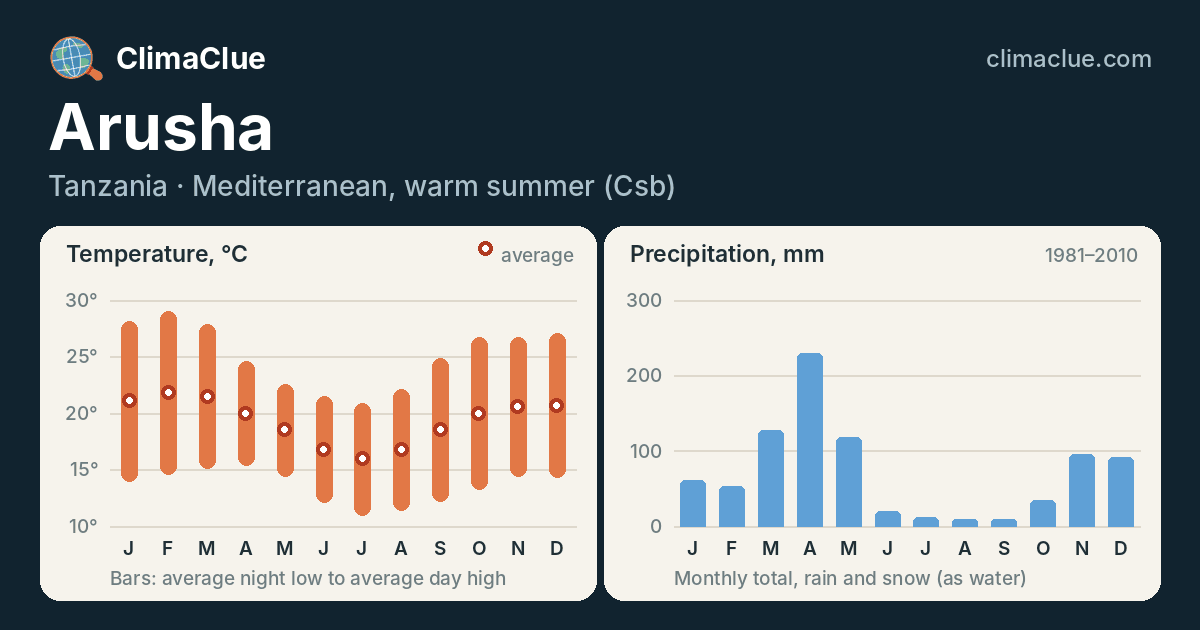 ClimaClue
climaclue.com
Arusha
Tanzania · Mediterranean, warm summer (Csb)
Temperature, °C
average
30°
25°
20°
15°
10°
J F M A M J J A S O N D
Bars: average night low to average day high
Precipitation, mm
1981–2010
300
200
100
0
J F M A M J J A S O N D
Monthly total, rain and snow (as water)